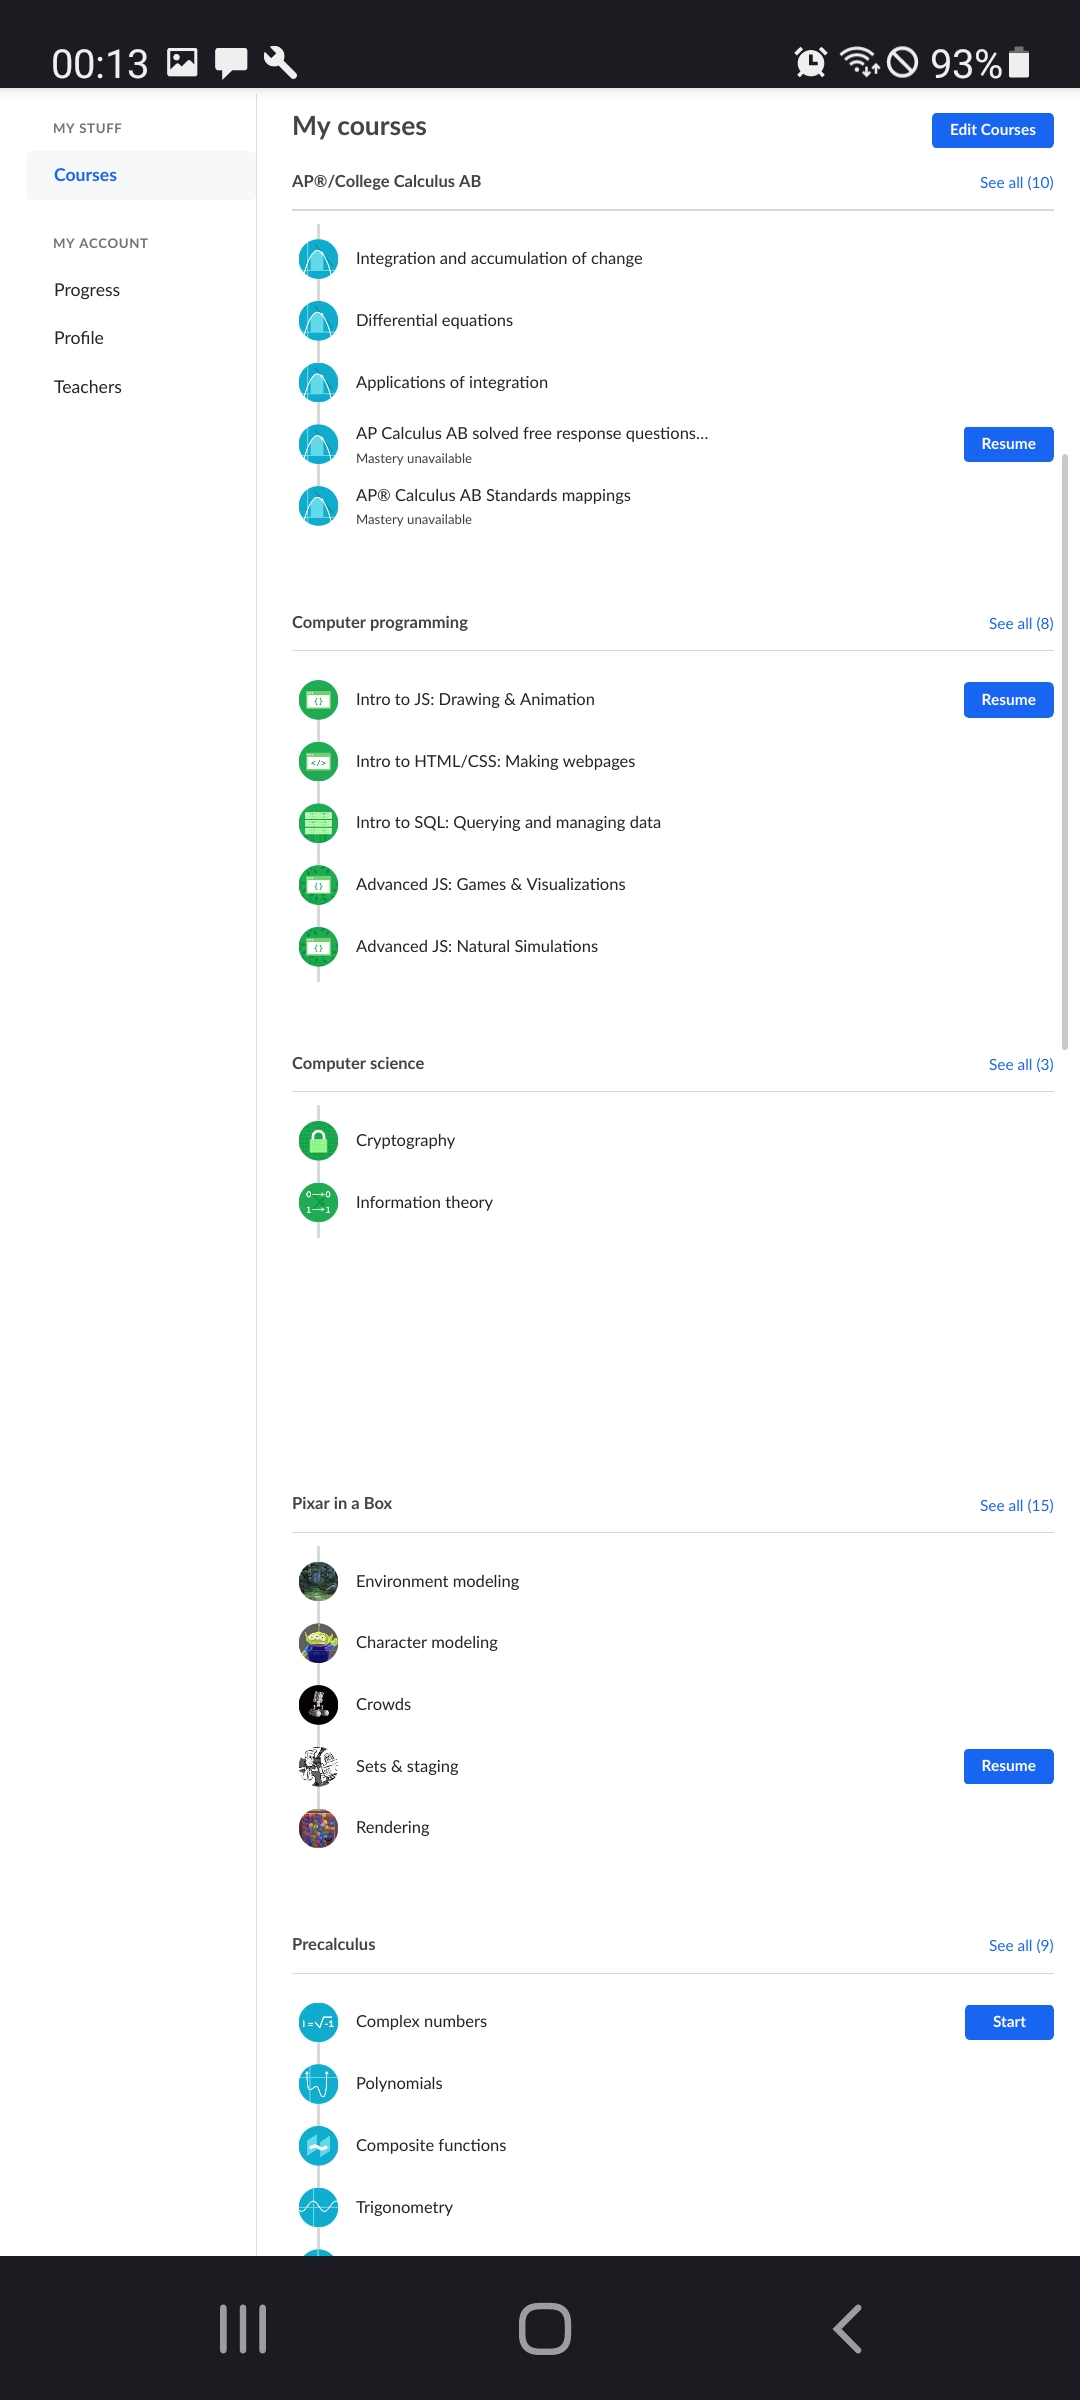 00:13
93%
MY STUFF
Courses
MY ACCOUNT
Progress
Profile
Teachers
My courses
Edit Courses
AP®/College Calculus AB
See all (10)
Integration and accumulation of change
Differential equations
Applications of integration
AP Calculus AB solved free response questions...
Mastery unavailable
Resume
AP® Calculus AB Standards mappings
Mastery unavailable
Computer programming
See all (8)
Intro to JS: Drawing & Animation
Resume
Intro to HTML/CSS: Making webpages
Intro to SQL: Querying and managing data
Advanced JS: Games & Visualizations
Advanced JS: Natural Simulations
Computer science
See all (3)
Cryptography
0→0
1→1
Information theory
Pixar in a Box
See all (15)
Environment modeling
Character modeling
Crowds
Sets & staging
Resume
Rendering
Precalculus
See all (9)
i=√-1
Complex numbers
Start
Polynomials
Composite functions
Trigonometry